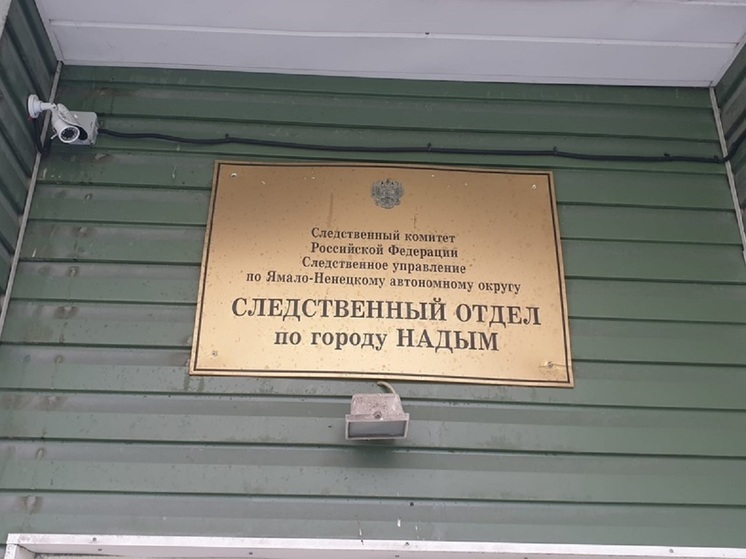 Следственный комитет
Российской Федерации
Следственное управление
по Ямало-Ненецкому автономному округу
СЛЕДСТВЕННЫЙ ОТДЕЛ
по городу НАДЫМ